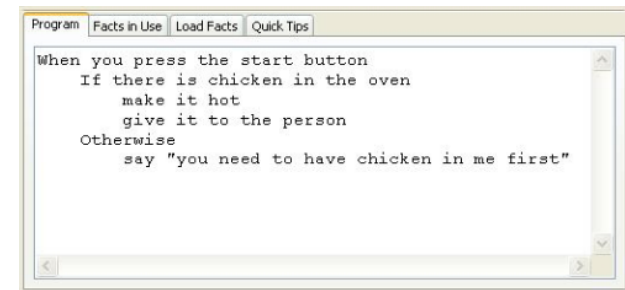 Program Facts in Use Load Facts Quick Tips
When you press the start button
If there is chicken in the oven
make it hot
give it to the person
Otherwise
say "you need to have chicken in me first"